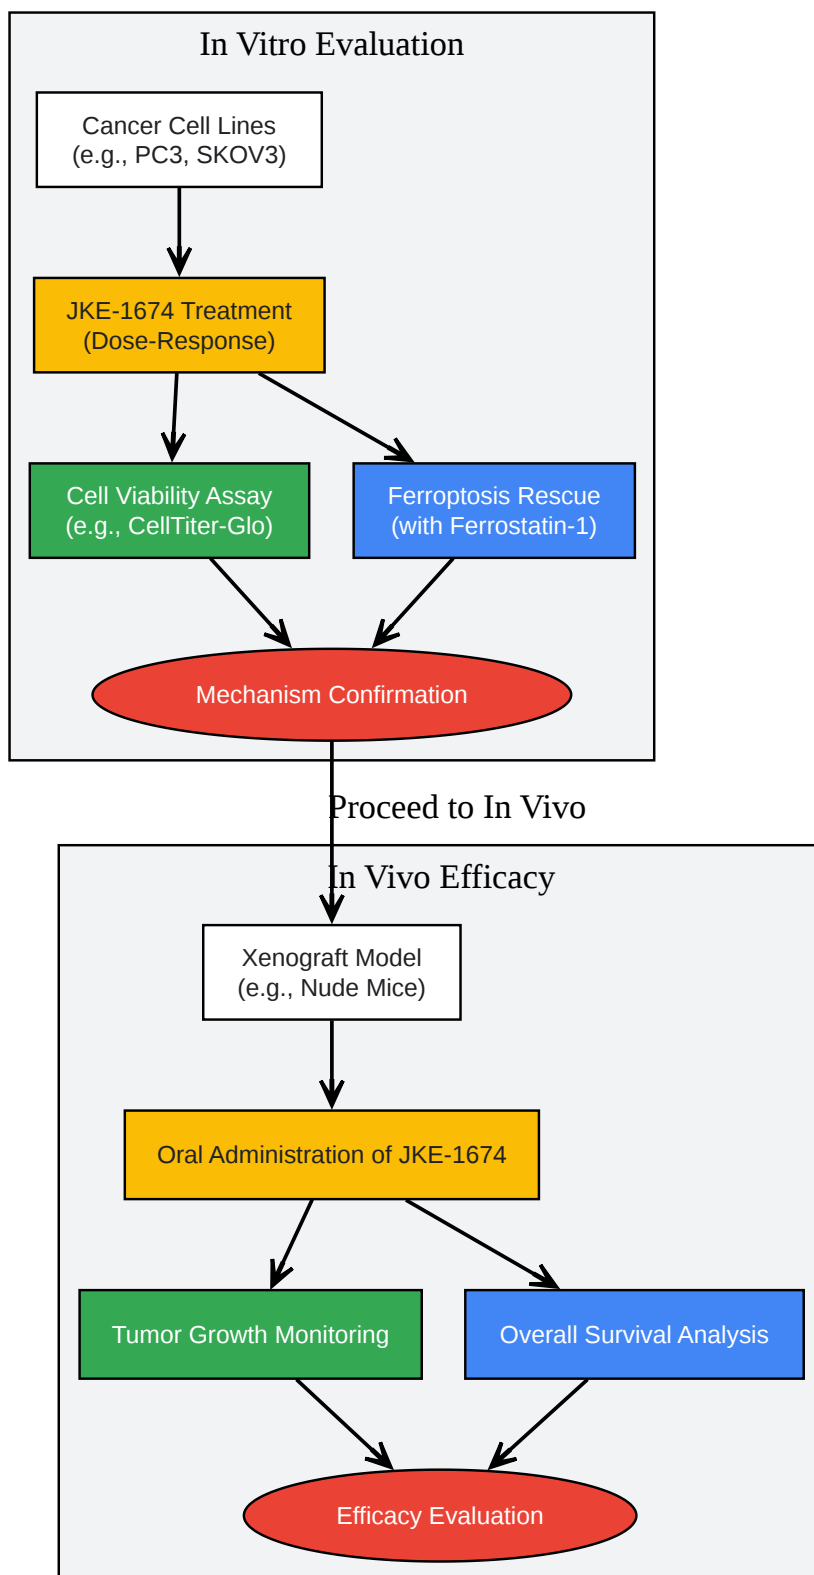 In Vitro Evaluation
Cancer Cell Lines
(e.g., PC3, SKOV3)
JKE-1674 Treatment
(Dose-Response)
Cell Viability Assay
(e.g., CellTiter-Glo)
Ferroptosis Rescue
(with Ferrostatin-1)
Mechanism Confirmation
Proceed to In Vivo
In Vivo Efficacy
Xenograft Model
(e.g., Nude Mice)
Oral Administration of JKE-1674
Tumor Growth Monitoring
Overall Survival Analysis
Efficacy Evaluation